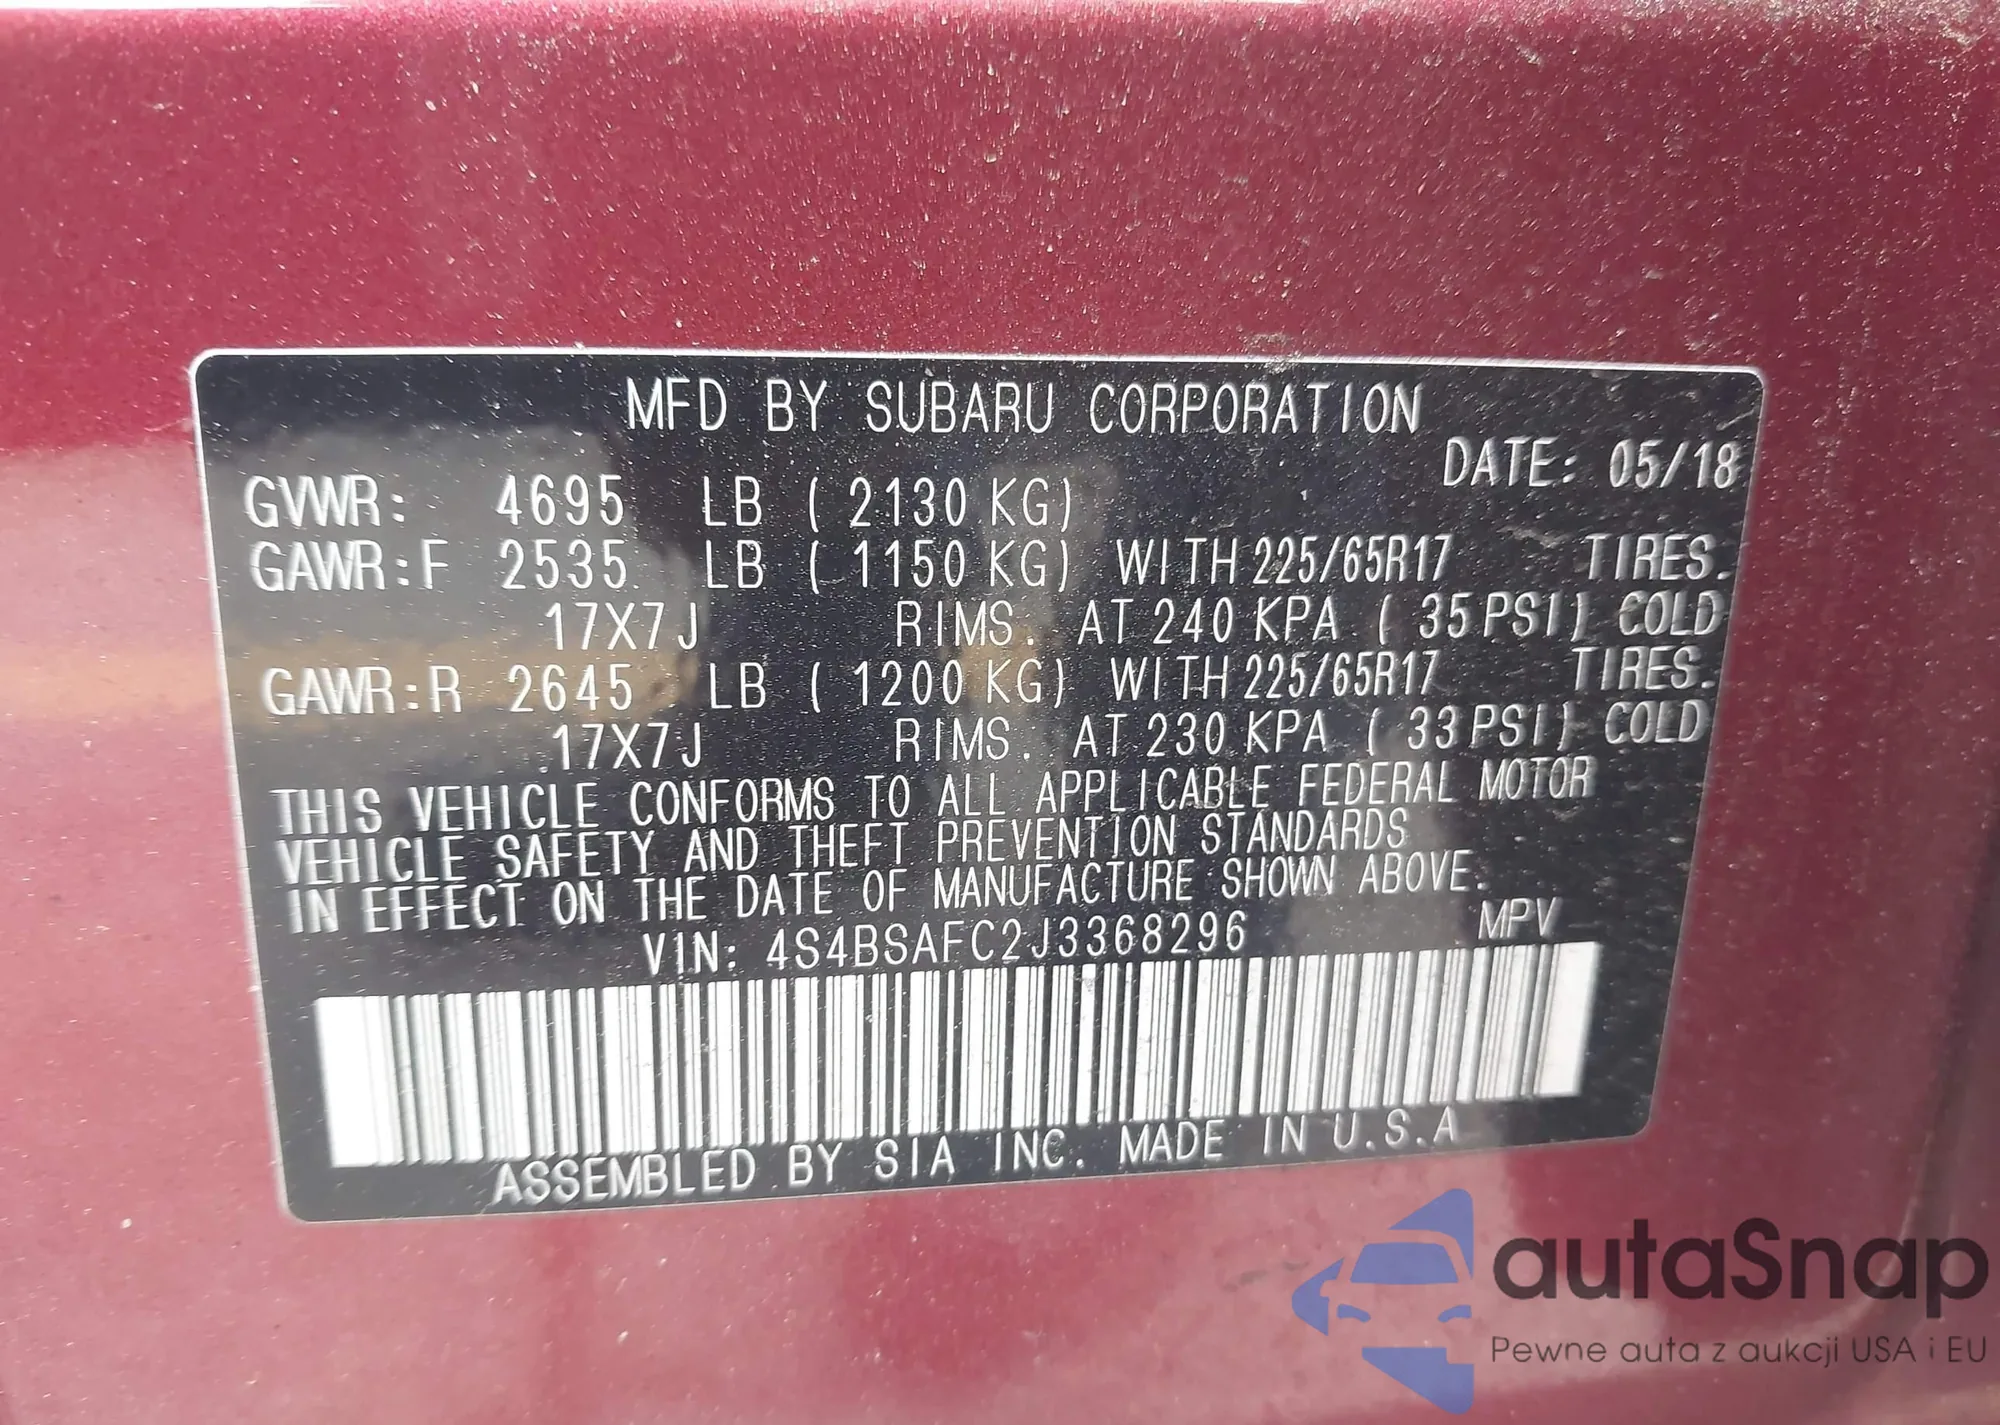 MFD BY SUBARU CORPORATION
DATE: 05/18
GVWR: 4695 LB ( 2130 KG)
GAWR:F 2535 LB ( 1150 KG) WITH 225/65R17 TIRES.
17X7J RIMS. AT 240 KPA ( 35 PSI) COLD
GAWR:R 2645 LB ( 1200 KG) WITH 225/65R17 TIRES.
17X7J RIMS. AT 230 KPA ( 33 PSI) COLD
THIS VEHICLE CONFORMS TO ALL APPLICABLE FEDERAL MOTOR
VEHICLE SAFETY AND THEFT PREVENTION STANDARDS
IN EFFECT ON THE DATE OF MANUFACTURE SHOWN ABOVE.
VIN: 4S4BSAFC2J3368296 MPV
ASSEMBLED BY SIA INC. MADE IN U.S.A
autaSnap
Pewne auta z aukcji USA i EU